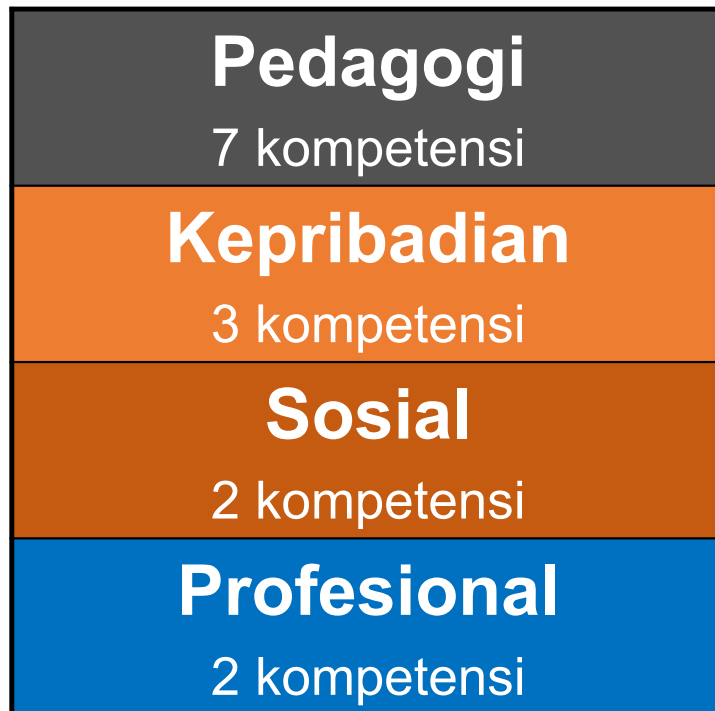 Pedagogi
7 kompetensi
Kepribadian
3 kompetensi
Sosial
2 kompetensi
Profesional
2 kompetensi